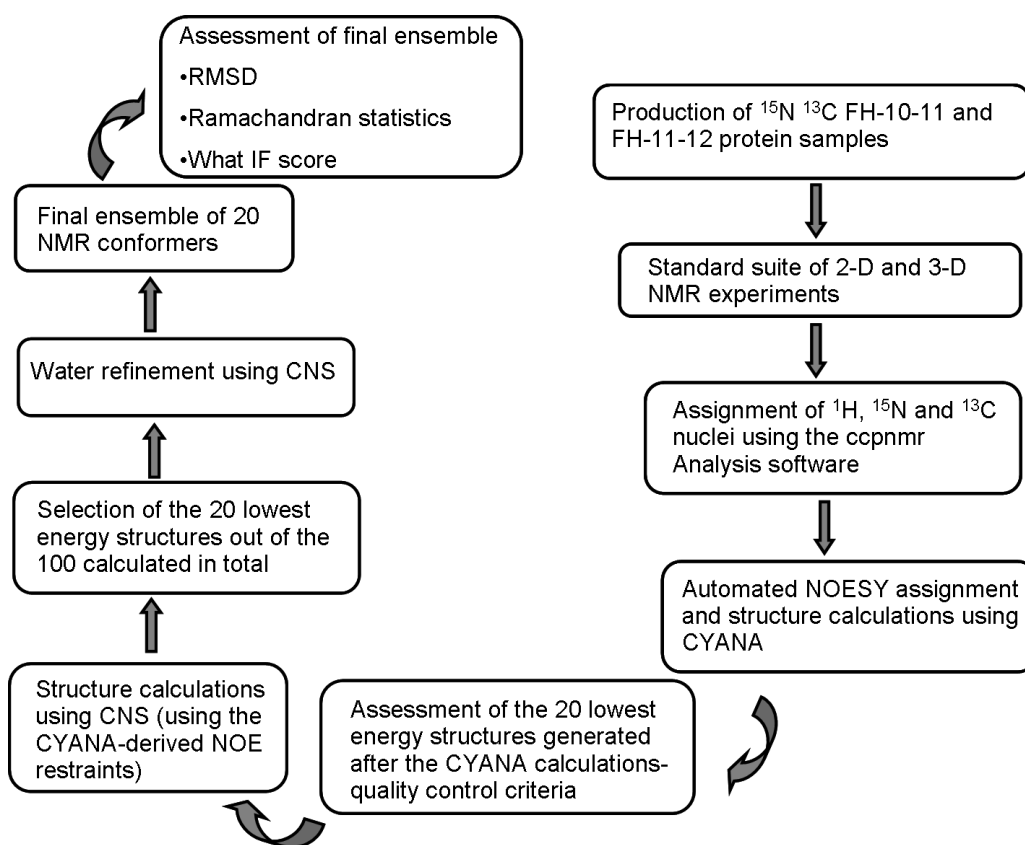 Production of ¹⁵N ¹³C FH-10-11 and
FH-11-12 protein samples
Standard suite of 2-D and 3-D
NMR experiments
Assignment of ¹H, ¹⁵N and ¹³C
nuclei using the ccpnmr
Analysis software
Automated NOESY assignment
and structure calculations using
CYANA
Assessment of the 20 lowest
energy structures generated
after the CYANA calculations-
quality control criteria
Structure calculations
using CNS (using the
CYANA-derived NOE
restraints)
Selection of the 20 lowest
energy structures out of the
100 calculated in total
Water refinement using CNS
Final ensemble of 20
NMR conformers
Assessment of final ensemble
•RMSD
•Ramachandran statistics
•What IF score